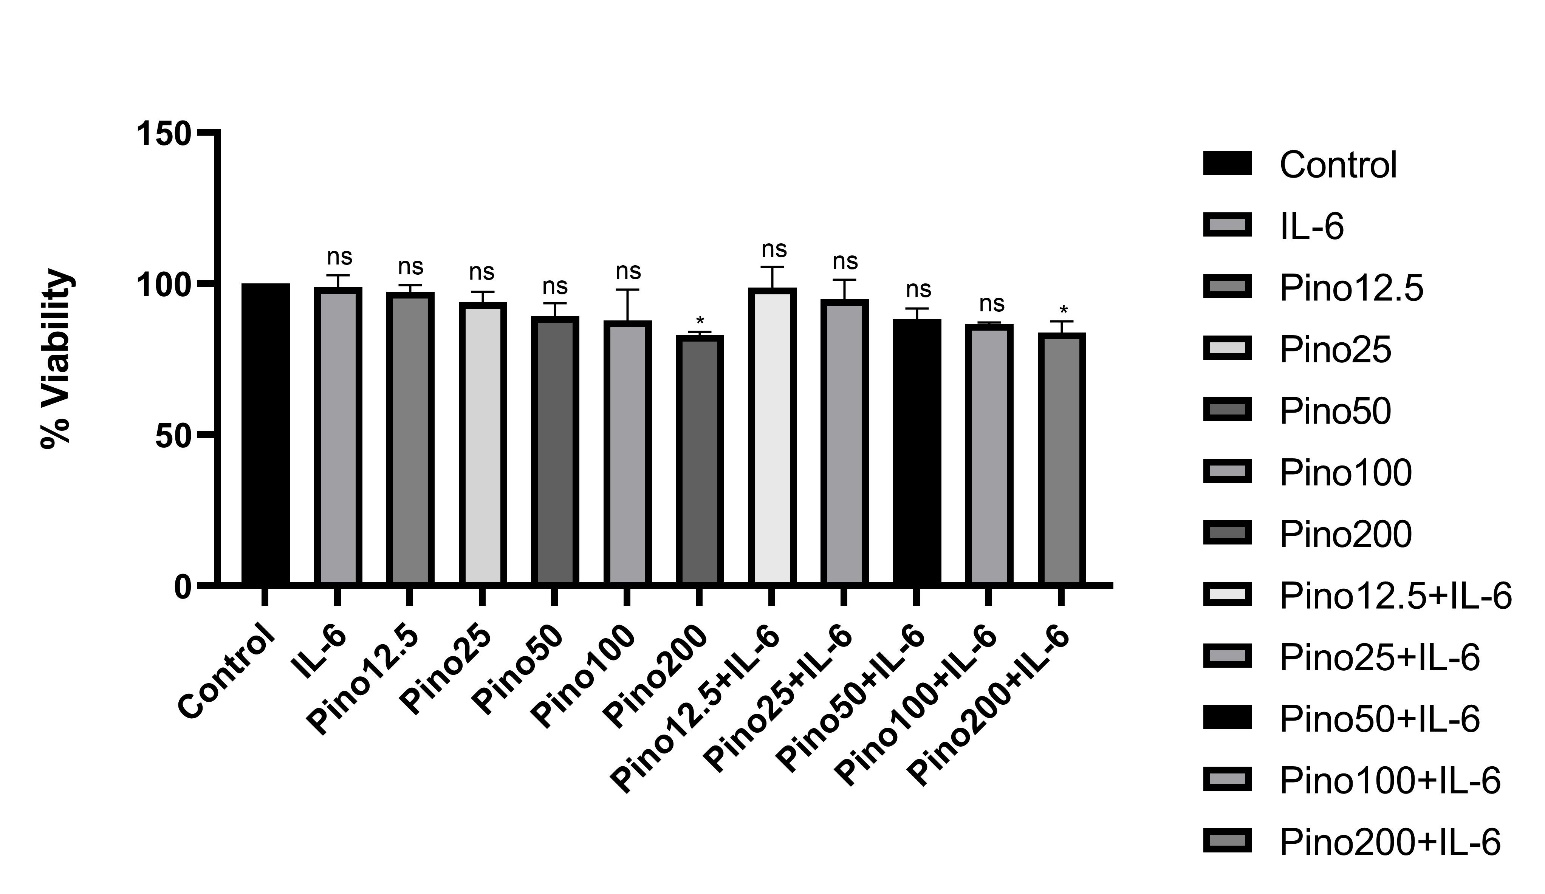 % Viability
150
100
50
0
ns
ns
ns
ns
ns
*
ns
ns
ns
ns
*
Control
IL-6
Pino12.5
Pino25
Pino50
Pino100
Pino200
Pino12.5+IL-6
Pino25+IL-6
Pino50+IL-6
Pino100+IL-6
Pino200+IL-6
Control
IL-6
Pino12.5
Pino25
Pino50
Pino100
Pino200
Pino12.5+IL-6
Pino25+IL-6
Pino50+IL-6
Pino100+IL-6
Pino200+IL-6